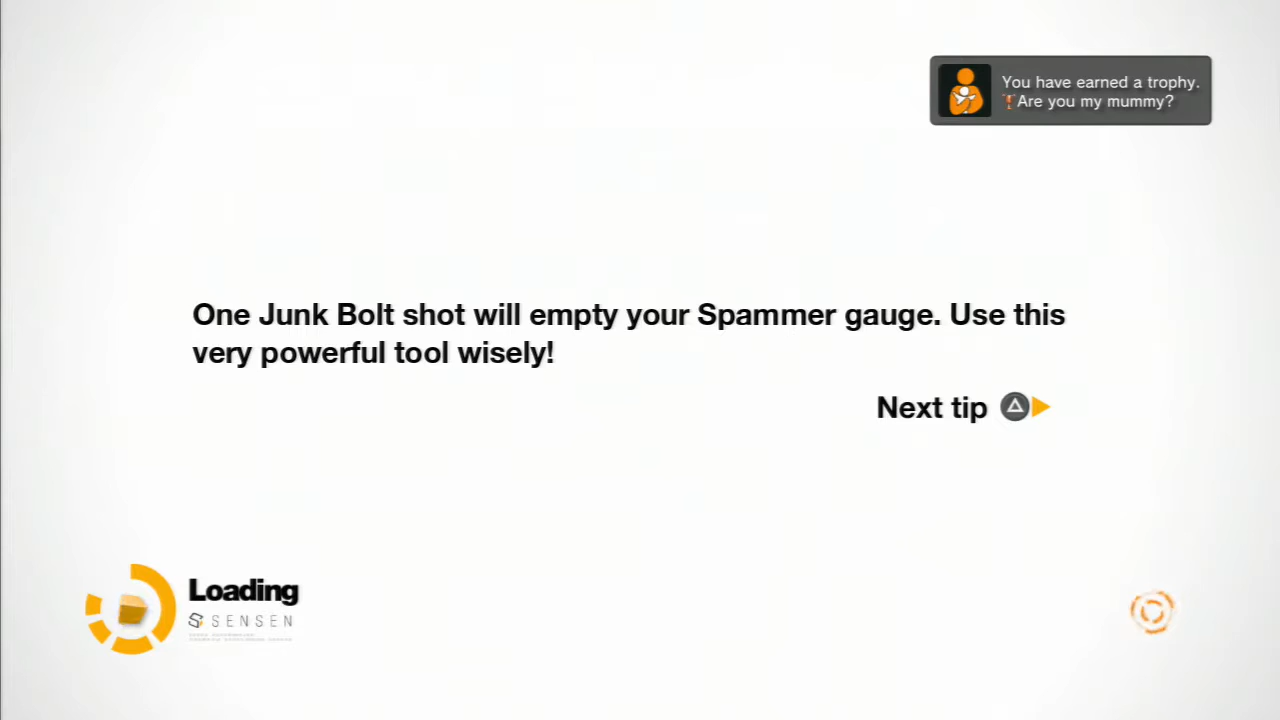 You have earned a trophy.
Are you my mummy?
One Junk Bolt shot will empty your Spammer gauge. Use this
very powerful tool wisely!
Next tip
Loading
SENSEN